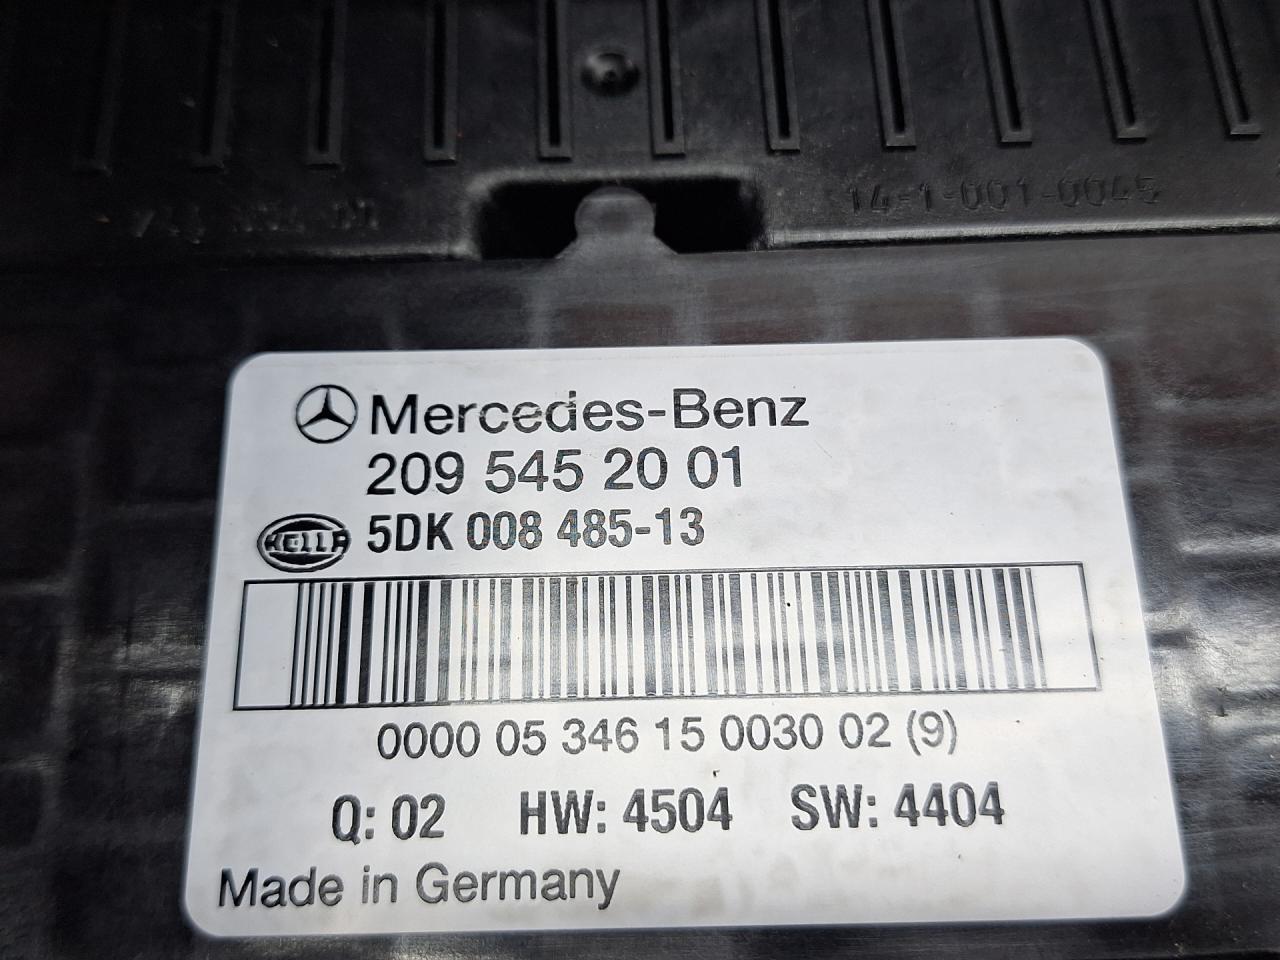 14-1-001-0045
Mercedes-Benz
209 545 20 01
HELLA 5DK 008 485-13
0000 05 346 15 0030 02 (9)
Q: 02 HW: 4504 SW: 4404
Made in Germany